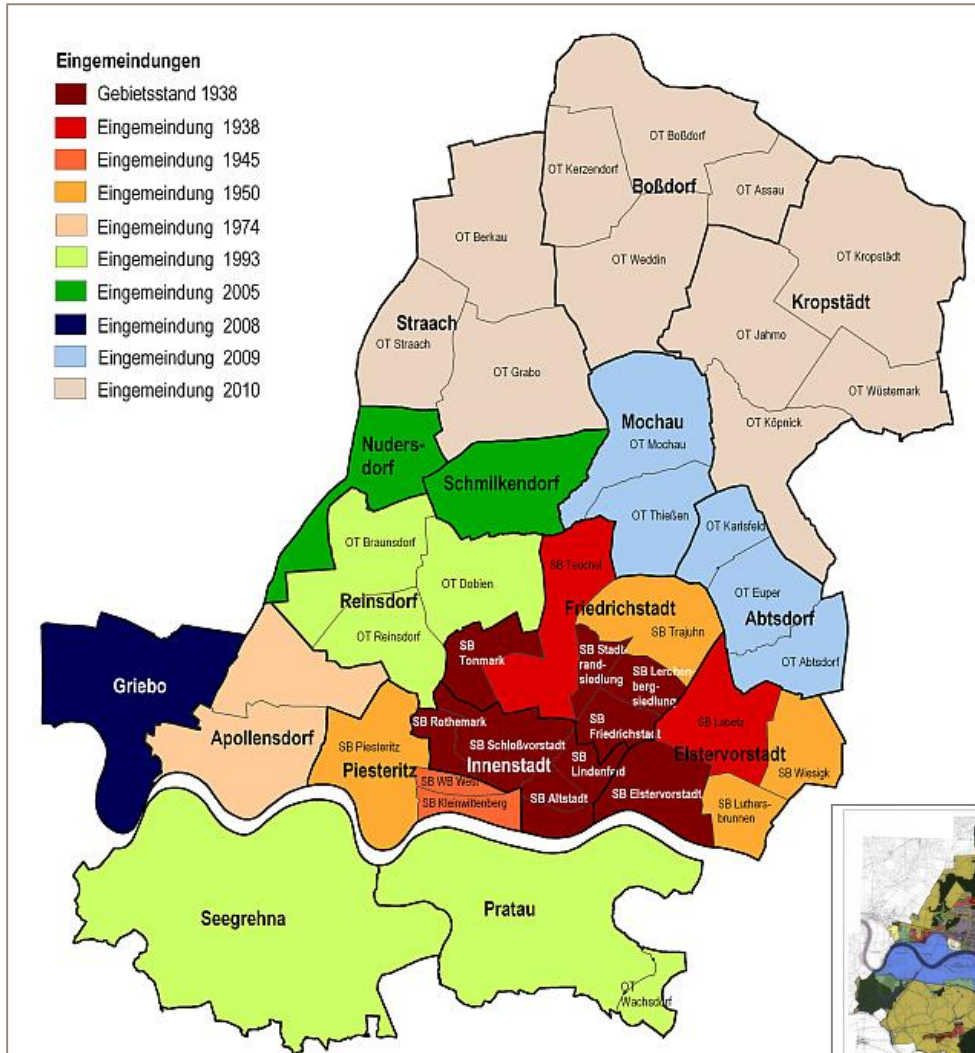 Eingemeindungen
Gebietsstand 1938
Eingemeindung 1938
Eingemeindung 1945
Eingemeindung 1950
Eingemeindung 1974
Eingemeindung 1993
Eingemeindung 2005
Eingemeindung 2008
Eingemeindung 2009
Eingemeindung 2010
OT Boßdorf
OT Kerzendorf
Boßdorf
OT Assau
OT Berkau
OT Weddin
OT Kropstädt
Kropstädt
Straach
OT Straach
OT Jahmo
OT Grabo
OT Wüstemark
Mochau
OT Mochau
OT Köpnick
Nuders-
dorf
Schmilkendorf
OT Thießen
OT Karlsfeld
OT Braunsdorf
SB Teuchel
OT Dobien
OT Euper
Reinsdorf
Friedrichstadt
Abtsdorf
OT Reinsdorf
SB Trajuhn
SB
Tonmark
SB Stadt-
rand-
siedlung
SB Lerchen-
bergsiedlung
OT Abtsdorf
Griebo
SB Rothemark
SB
Friedrichstadt
SB Labetz
Apollensdorf
SB Piesteritz
SB Schloßvorstadt
Elstervorstadt
Piesteritz
Innenstadt
SB
Lindenfeld
SB Wiesigk
SB WB West
SB Kleinwittenberg
SB Altstadt
SB Elstervorstadt
SB Luthers-
brunnen
Seegrehna
Pratau
OT
Wachsdorf